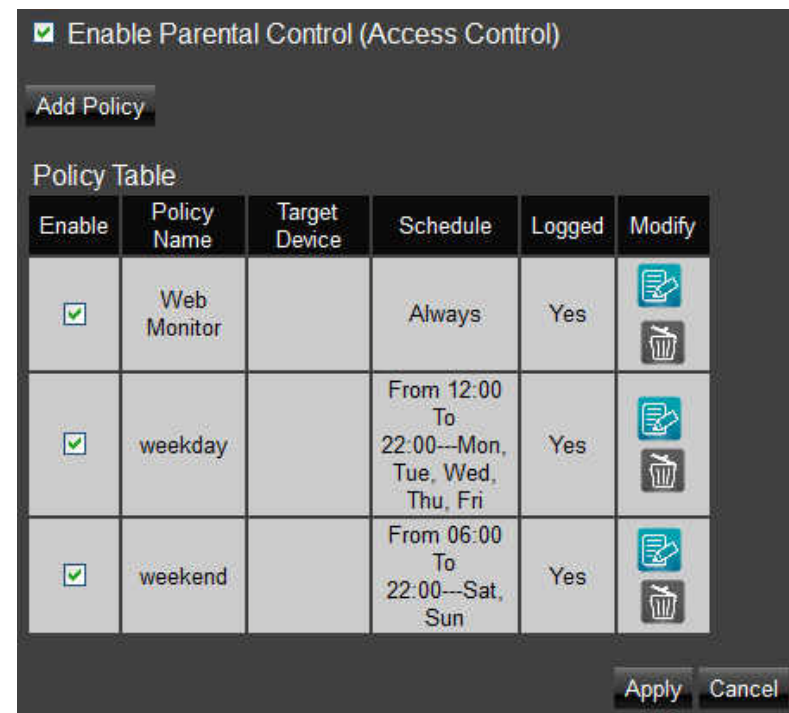 Enable Parental Control (Access Control)
Add Policy
Policy Table
Enable
Policy
Name
Target
Device
Schedule
Logged
Modify
Web
Monitor
Always
Yes
weekday
From 12:00
To
22:00---Mon,
Tue, Wed,
Thu, Fri
Yes
weekend
From 06:00
To
22:00---Sat,
Sun
Yes
Apply
Cancel